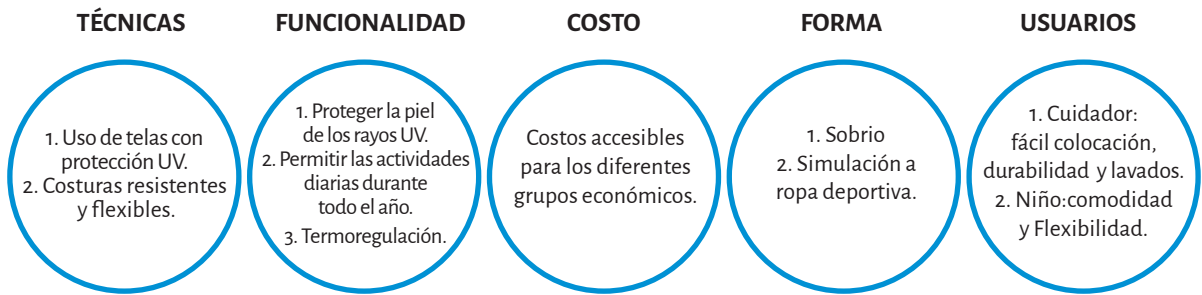 TÉCNICAS
1. Uso de telas con
protección UV.
2. Costuras resistentes
y flexibles.
FUNCIONALIDAD
1. Proteger la piel
de los rayos UV.
2. Permitir las actividades
diarias durante
todo el año.
3. Termoregulación.
COSTO
Costos accesibles
para los diferentes
grupos económicos.
FORMA
1. Sobrio
2. Simulación a
ropa deportiva.
USUARIOS
1. Cuidador:
fácil colocación,
durabilidad y lavados.
2. Niño:comodidad
y Flexibilidad.